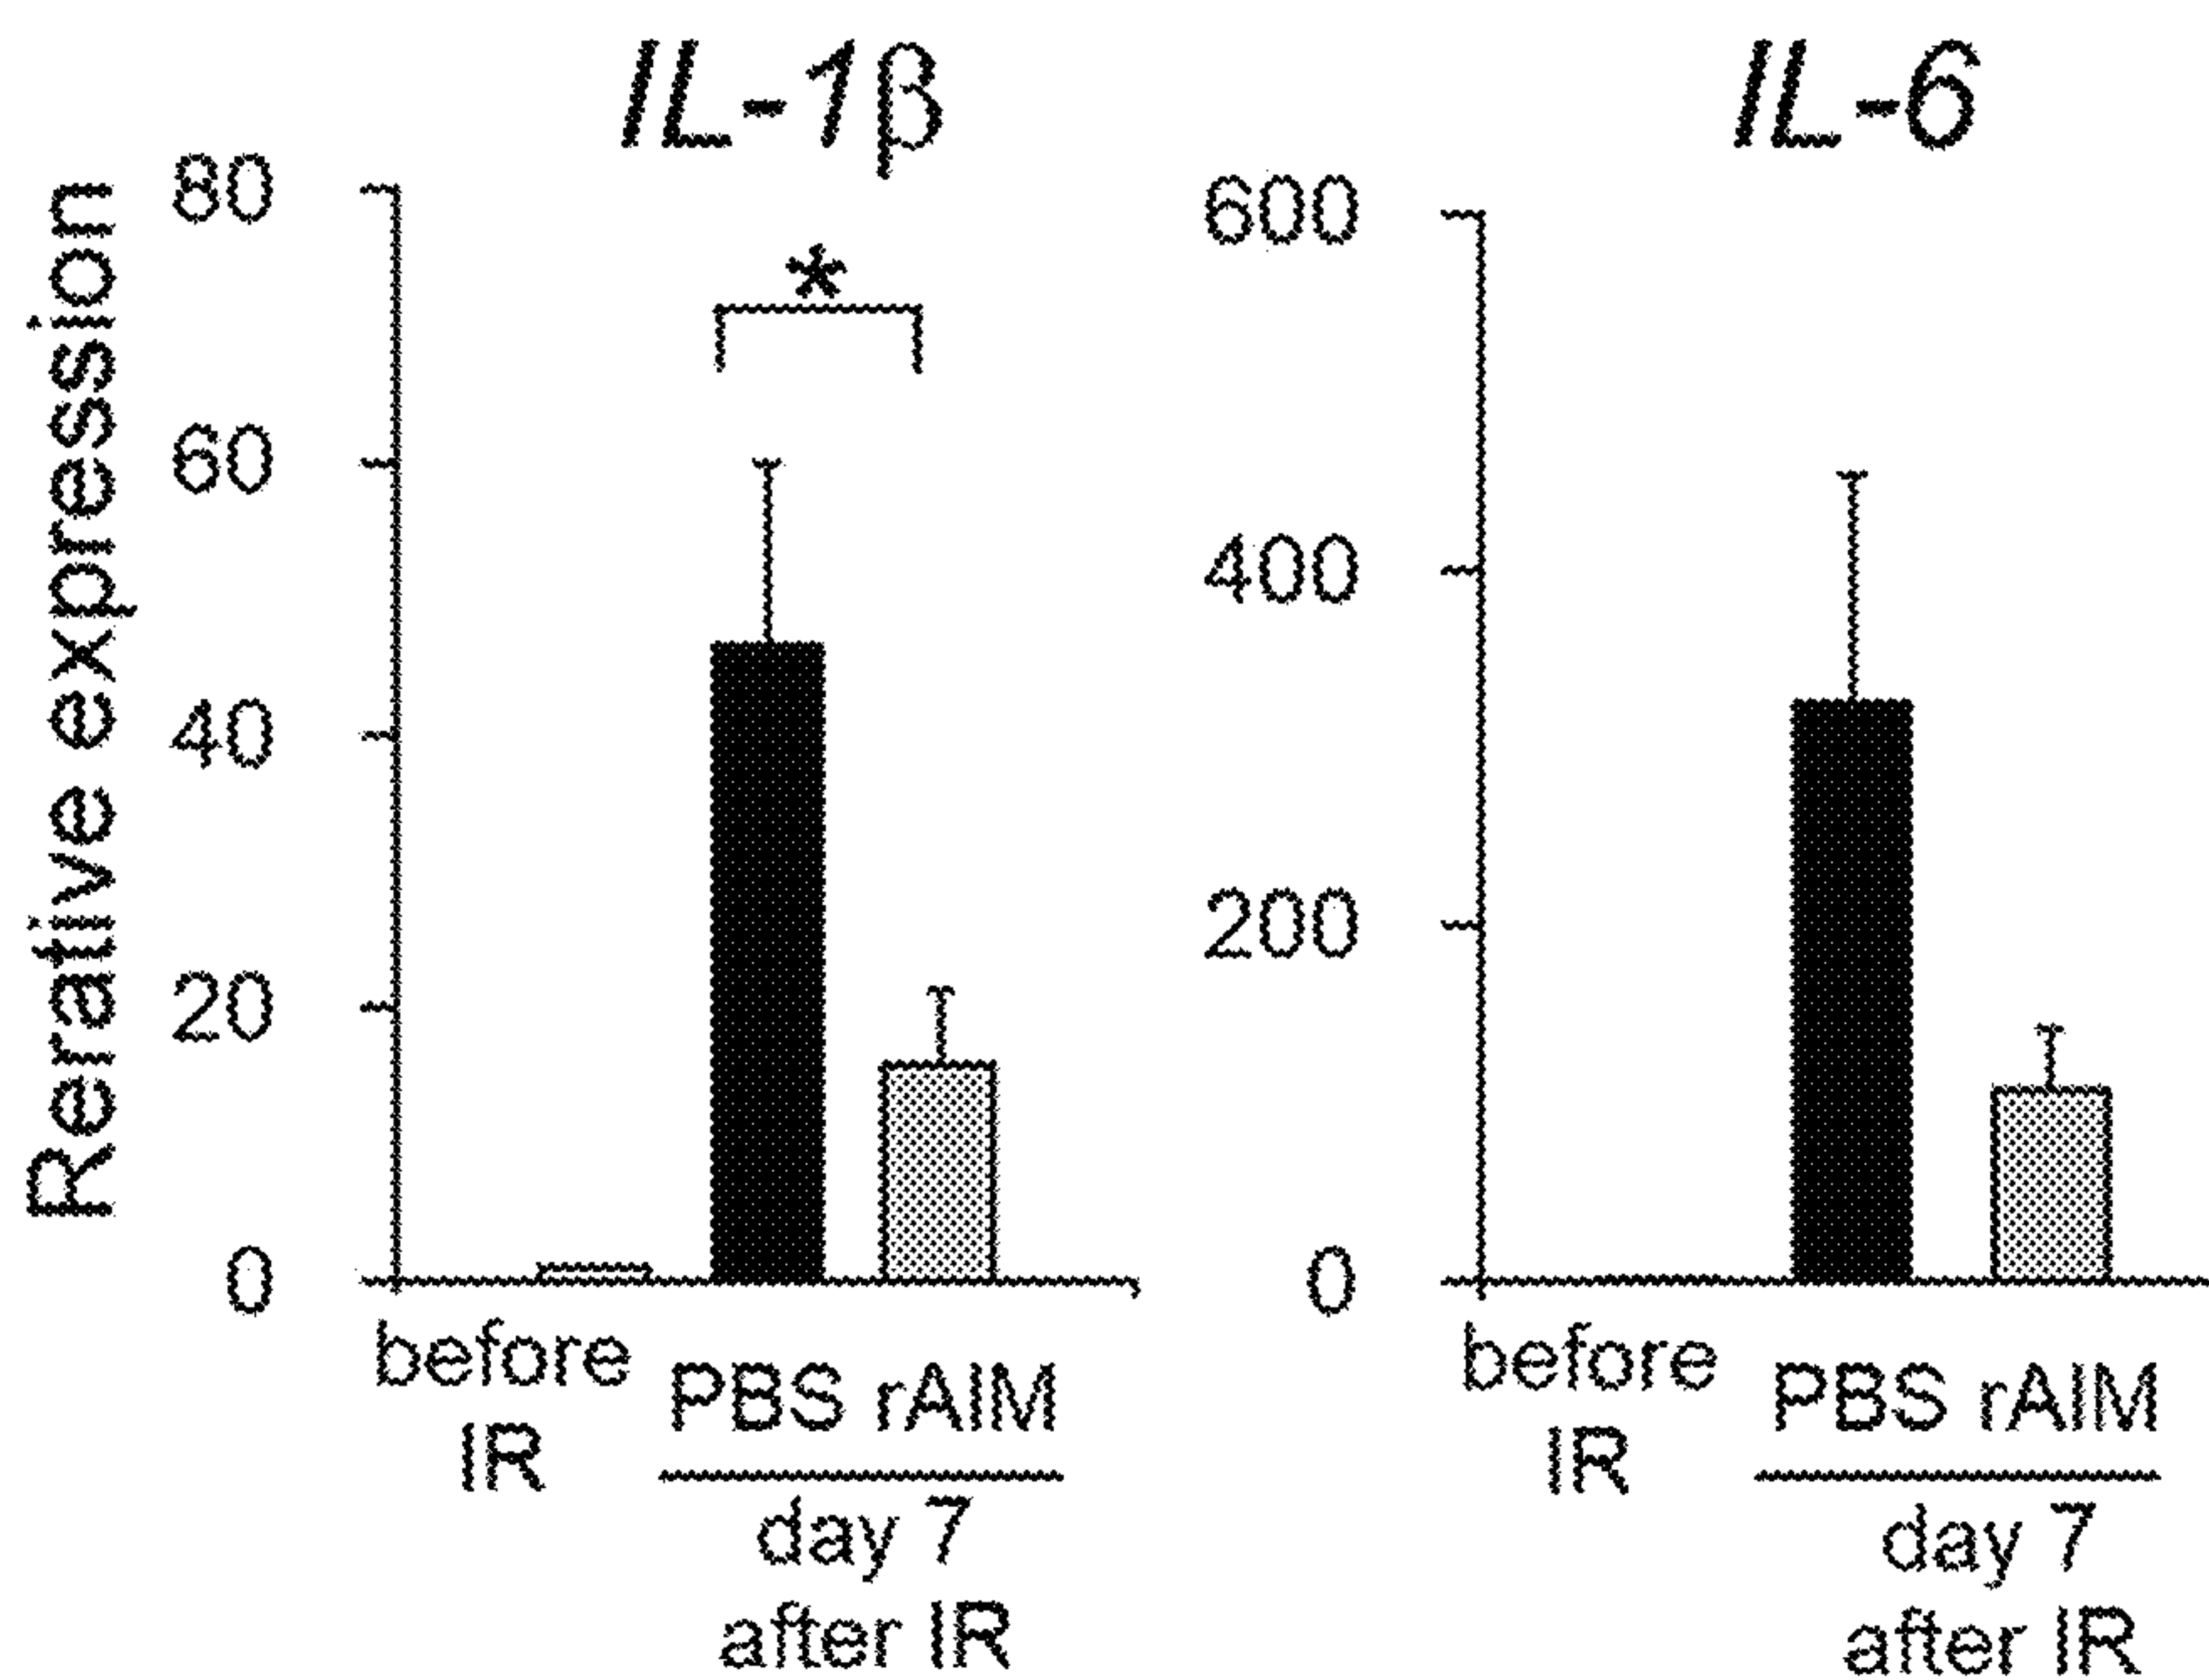 IL-1β
Rerative expression
80
60
40
20
0
before
IR
PBS rAIM
day 7
after IR
IL-6
600
400
200
0
before
IR
PBS rAIM
day 7
after IR
*